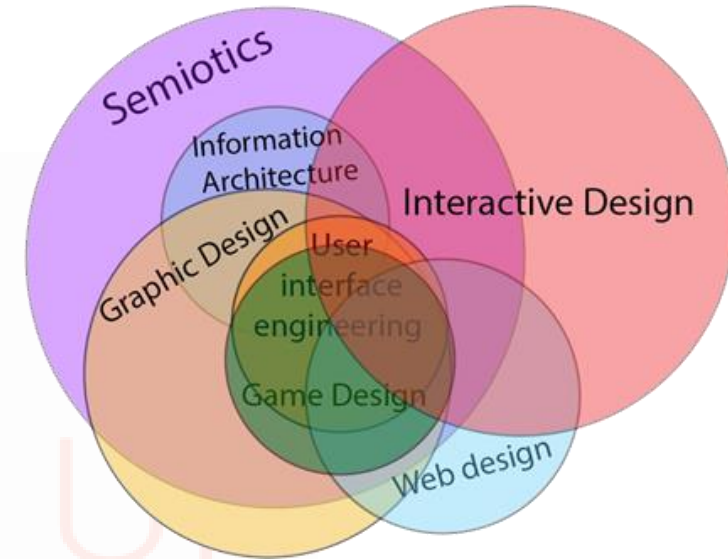 Semiotics
Information
Architecture
Interactive Design
Graphic Design
User
interface
engineering
Game Design
Web design